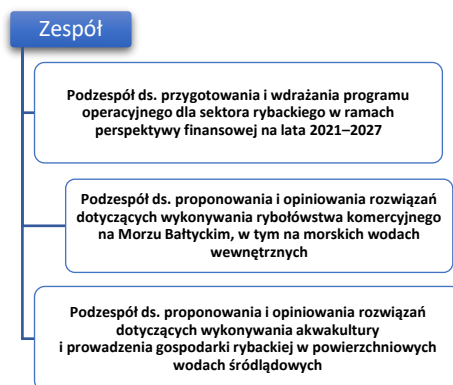 Zespół
Podzespół ds. przygotowania i wdrażania programu
operacyjnego dla sektora rybackiego w ramach
perspektywy finansowej na lata 2021–2027
Podzespół ds. proponowania i opiniowania rozwiązań
dotyczących wykonywania rybołówstwa komercyjnego
na Morzu Bałtyckim, w tym na morskich wodach
wewnętrznych
Podzespół ds. proponowania i opiniowania rozwiązań
dotyczących wykonywania akwakultury
i prowadzenia gospodarki rybackiej w powierzchniowych
wodach śródlądowych